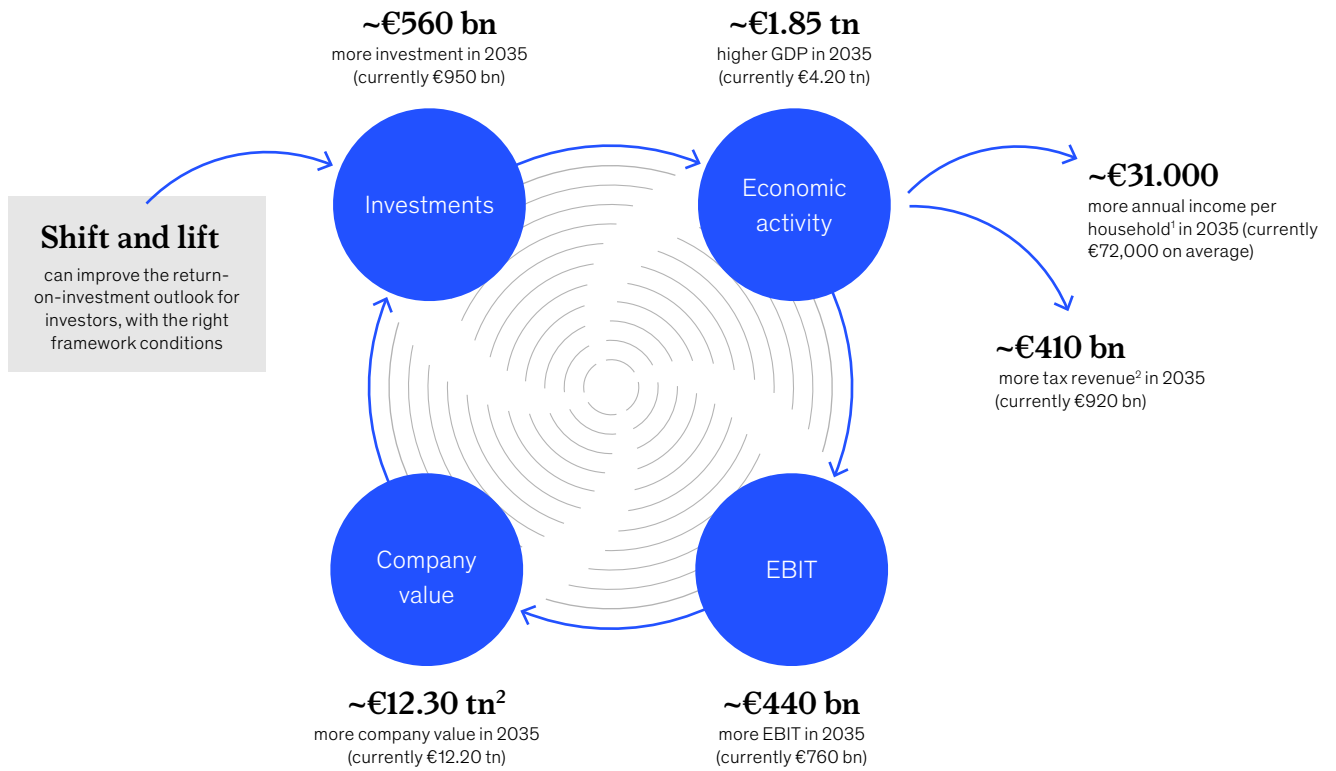 ~€560 bn
more investment in 2035
(currently €950 bn)
~€1.85 tn
higher GDP in 2035
(currently €4.20 tn)
Shift and lift
can improve the return-
on-investment outlook for
investors, with the right
framework conditions
Investments
Economic
activity
~€31.000
more annual income per
household¹ in 2035 (currently
€72,000 on average)
~€410 bn
more tax revenue² in 2035
(currently €920 bn)
Company
value
EBIT
~€12.30 tn²
more company value in 2035
(currently €12.20 tn)
~€440 bn
more EBIT in 2035
(currently €760 bn)